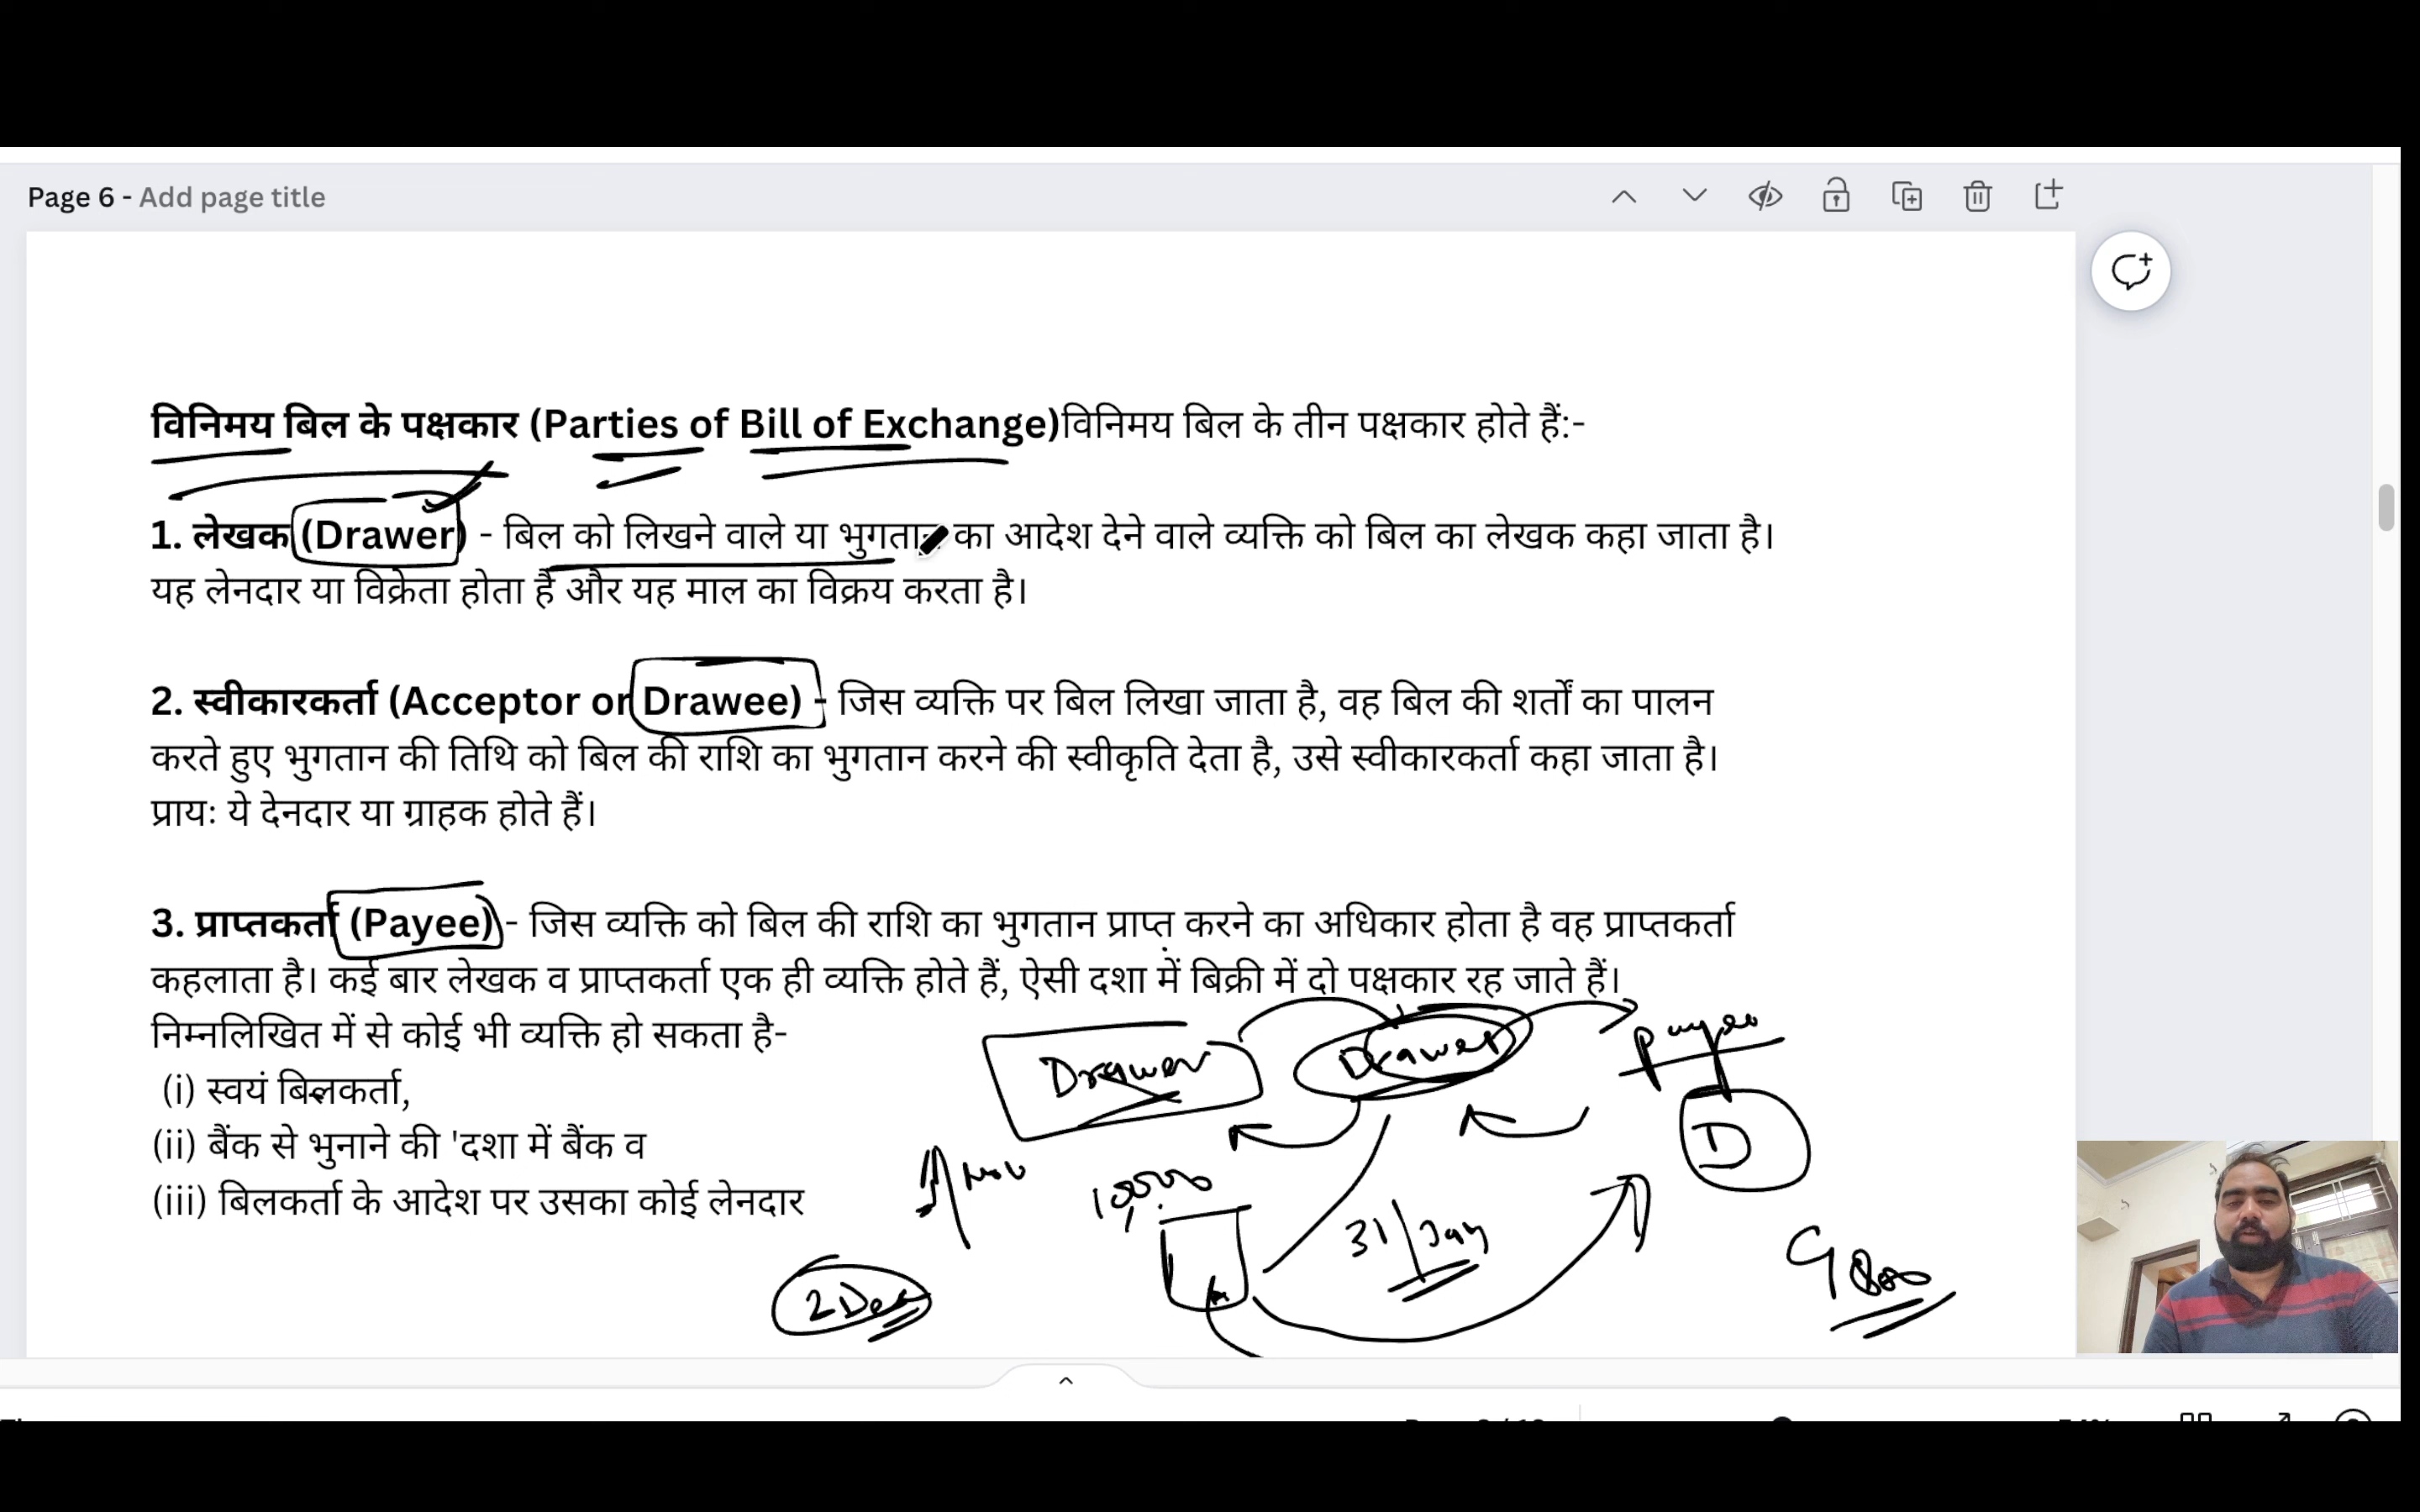 Page 6 - Add page title
विनिमय बिल के पक्षकार (Parties of Bill of Exchange)विनिमय बिल के तीन पक्षकार होते हैं:-
1. लेखक (Drawer) - बिल को लिखने वाले या भुगतान का आदेश देने वाले व्यक्ति को बिल का लेखक कहा जाता है।
यह लेनदार या विक्रेता होता है और यह माल का विक्रय करता है।
2. स्वीकारकर्ता (Acceptor or Drawee) - जिस व्यक्ति पर बिल लिखा जाता है, वह बिल की शर्तों का पालन
करते हुए भुगतान की तिथि को बिल की राशि का भुगतान करने की स्वीकृति देता है, उसे स्वीकारकर्ता कहा जाता है।
प्रायः ये देनदार या ग्राहक होते हैं।
3. प्राप्तकर्ता (Payee) - जिस व्यक्ति को बिल की राशि का भुगतान प्राप्त करने का अधिकार होता है वह प्राप्तकर्ता
कहलाता है। कई बार लेखक व प्राप्तकर्ता एक ही व्यक्ति होते हैं, ऐसी दशा में बिक्री में दो पक्षकार रह जाते हैं।
निम्नलिखित में से कोई भी व्यक्ति हो सकता है-
(i) स्वयं बिलकर्ता,
(ii) बैंक से भुनाने की 'दशा में बैंक व
(iii) बिलकर्ता के आदेश पर उसका कोई लेनदार
Drawer
payee
D
1/Nov
10,000
31/Jan
2 Dec
9800